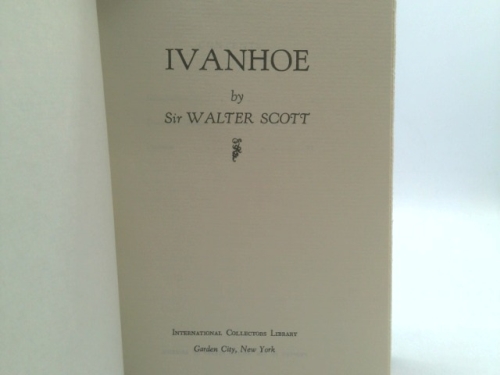 IVANHOE
by
Sir WALTER SCOTT
INTERNATIONAL COLLECTORS LIBRARY
Garden City, New York